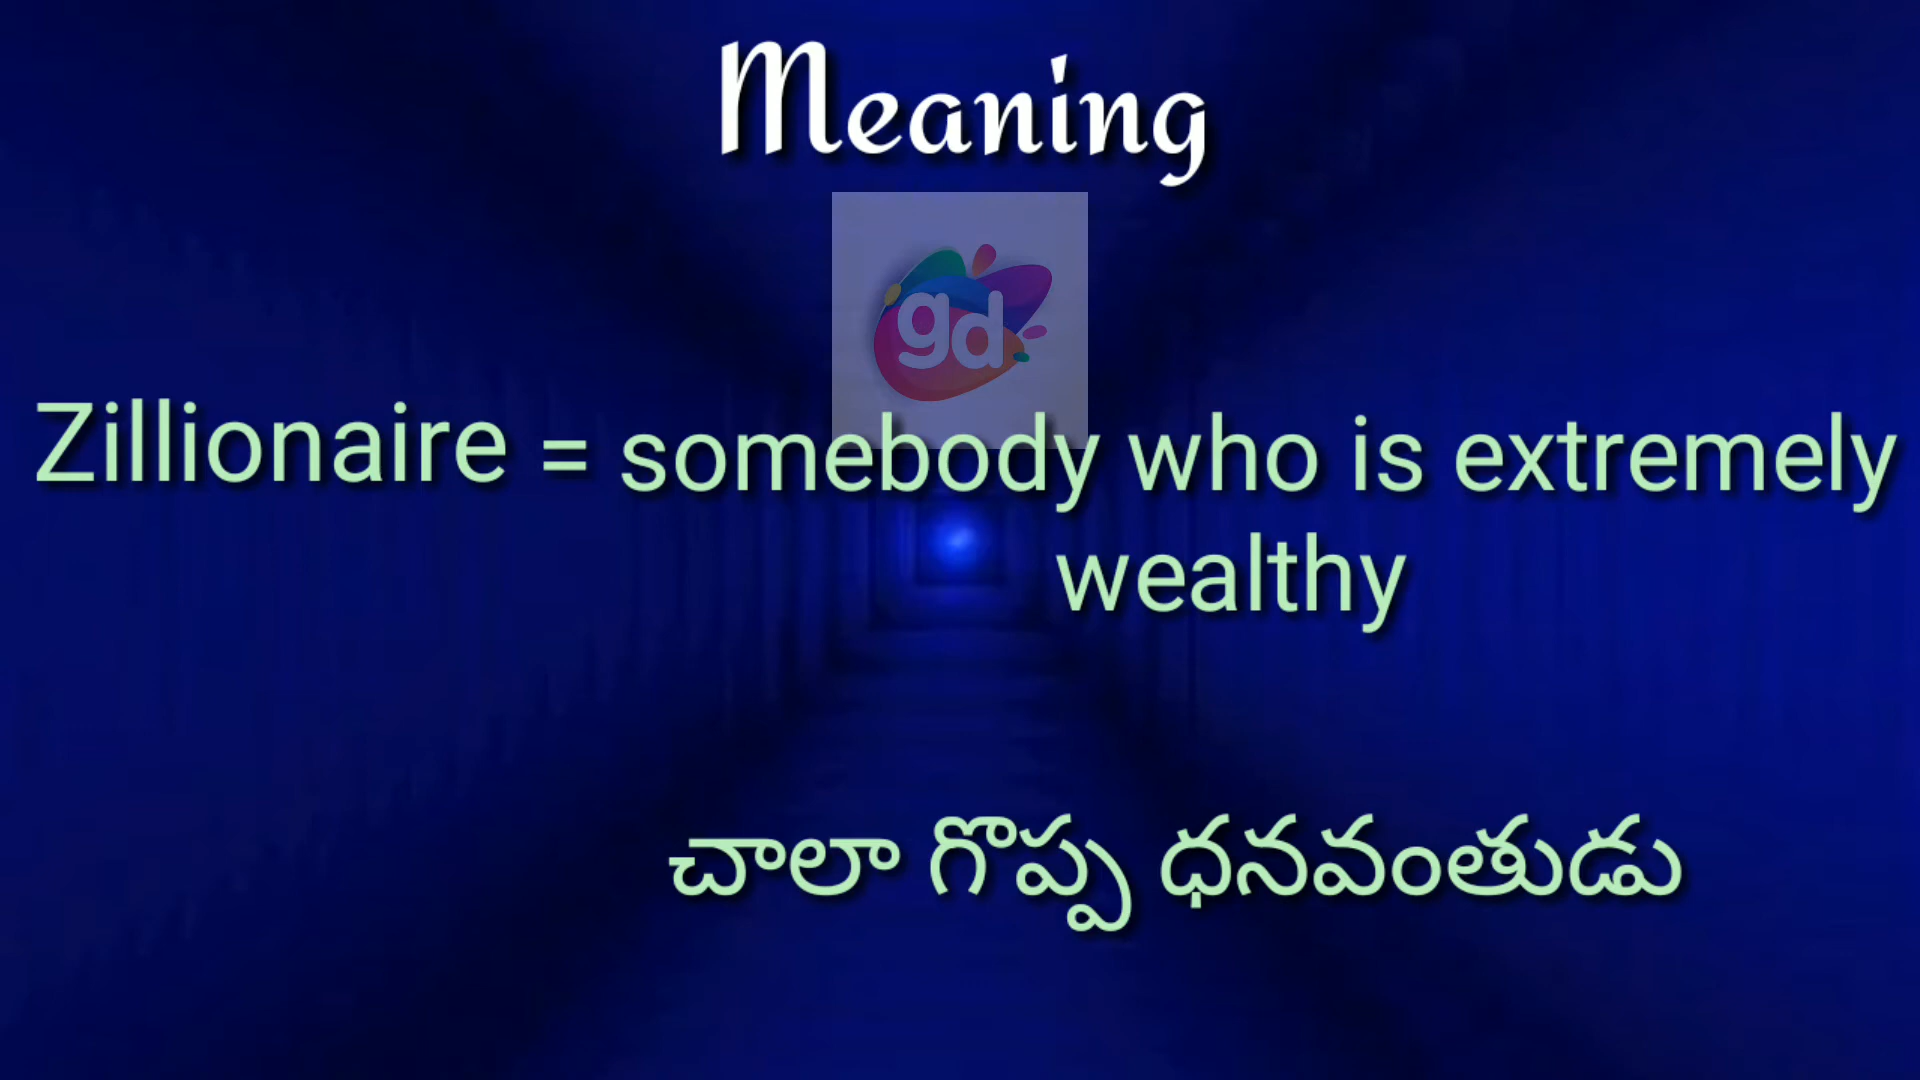 Meaning
gd
Zillionaire = somebody who is extremely
wealthy
చాలా గొప్ప ధనవంతుడు